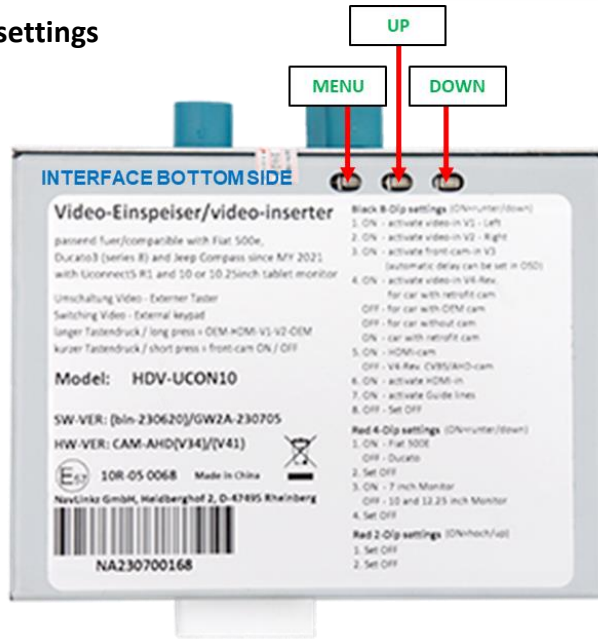 settings
UP
MENU
DOWN
INTERFACE BOTTOM SIDE
Video-Einspeiser/video-inserter
passend fuer/compatible with Fiat 500e,
Ducato3 (series 8) and Jeep Compass since MY 2021
with Uconnect5 R1 and 10 or 10.25inch tablet monitor
Umschaltung Video - Externer Taster
Switching Video - External keypad
langer Tastendruck / long press = OEM-HDMI-V1-V2-OEM
kurzer Tastendruck / short press = front-cam ON / OFF
Model: HDV-UCON10
SW-VER: (bin-230620)/GW2A-230705
HW-VER: CAM-AHD(V34)/(V41)
E57 10R-05 0068 Made in China
NavLinkz GmbH, Heidberghof 2, D-47495 Rheinberg
NA230700168
Black 8-Dip settings (ON=runter/down)
1. ON - activate video-in V1 - Left
2. ON - activate video-in V2 - Right
3. ON - activate front-cam-in V3
(automatic delay can be set in OSD)
4. ON - activate video-in V4-Rev.
for car with retrofit cam
OFF - for car with OEM cam
OFF - for car without cam
ON - car with retrofit cam
5. ON - HDMI-cam
OFF - V4-Rev. CVBS/AHD-cam
6. ON - activate HDMI-in
7. ON - activate Guide lines
8. OFF - Set OFF
Red 4-Dip settings (ON=runter/down)
1. ON - Fiat 500E
OFF - Ducato
2. Set OFF
3. ON - 7 inch Monitor
OFF - 10 and 12.25 inch Monitor
4. Set OFF
Red 2-Dip settings (ON=hoch/up)
1. Set OFF
2. Set OFF